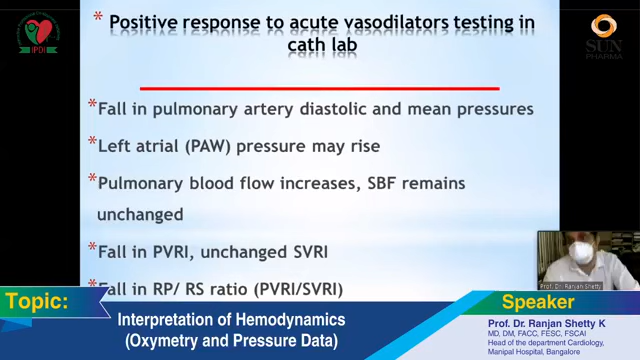 * Positive response to acute vasodilators testing in
cath lab
* Fall in pulmonary artery diastolic and mean pressures
* Left atrial (PAW) pressure may rise
* Pulmonary blood flow increases, SBF remains
unchanged
* Fall in PVRI, unchanged SVRI
* Fall in RP/ RS ratio (PVRI/SVRI)
IPDI
SUN
PHARMA
Prof. Dr. Ranjan Shetty
Topic:
Interpretation of Hemodynamics
(Oxymetry and Pressure Data)
Speaker
Prof. Dr. Ranjan Shetty K
MD, DM, FACC, FESC, FSCAI
Head of the department Cardiology,
Manipal Hospital, Bangalore